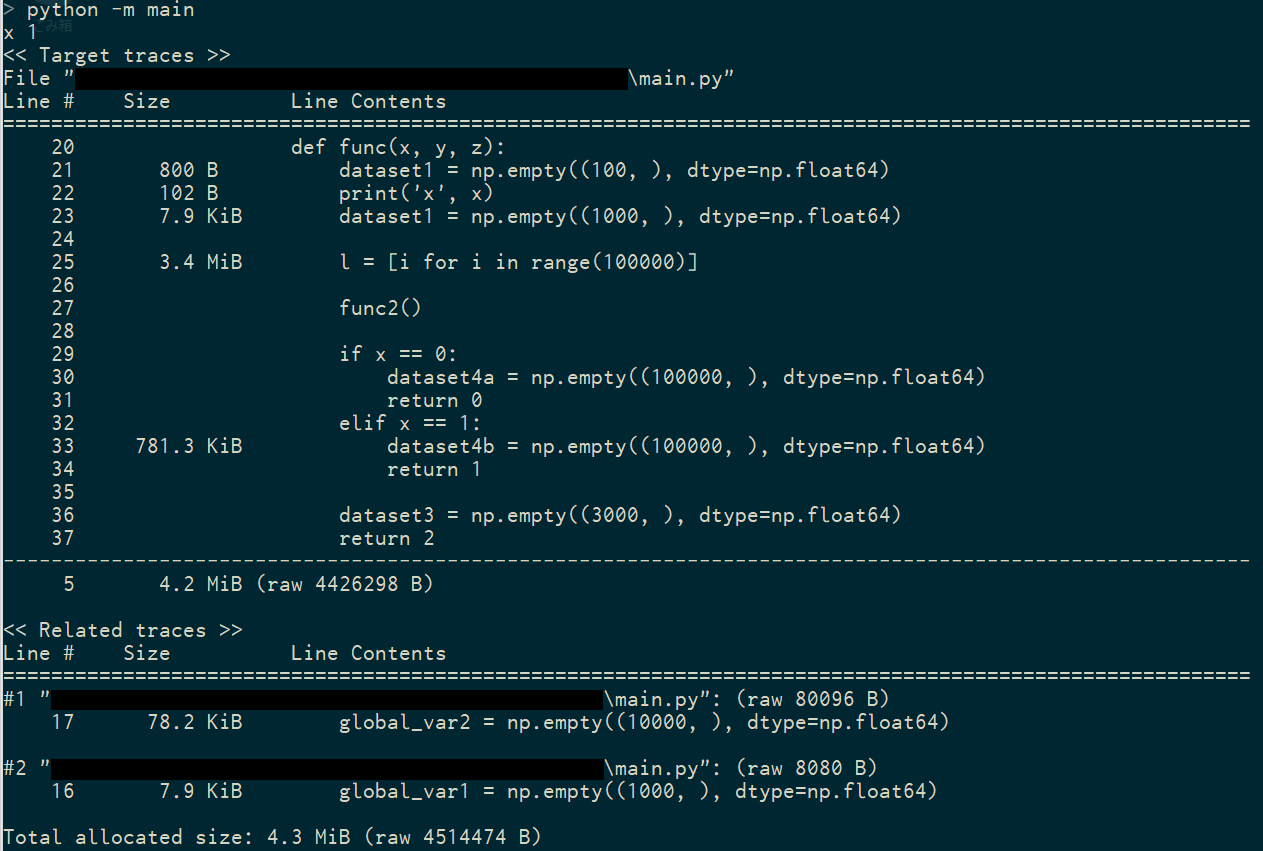 > python -m main
x 1
<< Target traces >>
File "\main.py"
Line #    Size          Line Contents
========================================================================================================
    20                  def func(x, y, z):
    21       800 B          dataset1 = np.empty((100, ), dtype=np.float64)
    22       102 B          print('x', x)
    23       7.9 KiB        dataset1 = np.empty((1000, ), dtype=np.float64)
    24
    25       3.4 MiB        l = [i for i in range(100000)]
    26
    27                      func2()
    28
    29                      if x == 0:
    30                          dataset4a = np.empty((100000, ), dtype=np.float64)
    31                          return 0
    32                      elif x == 1:
    33     781.3 KiB            dataset4b = np.empty((100000, ), dtype=np.float64)
    34                          return 1
    35
    36                      dataset3 = np.empty((3000, ), dtype=np.float64)
    37                      return 2
--------------------------------------------------------------------------------------------------------
     5       4.2 MiB (raw 4426298 B)
<< Related traces >>
Line #    Size          Line Contents
========================================================================================================
#1 "\main.py": (raw 80096 B)
    17      78.2 KiB        global_var2 = np.empty((10000, ), dtype=np.float64)
#2 "\main.py": (raw 8080 B)
    16       7.9 KiB        global_var1 = np.empty((1000, ), dtype=np.float64)
Total allocated size: 4.3 MiB (raw 4514474 B)